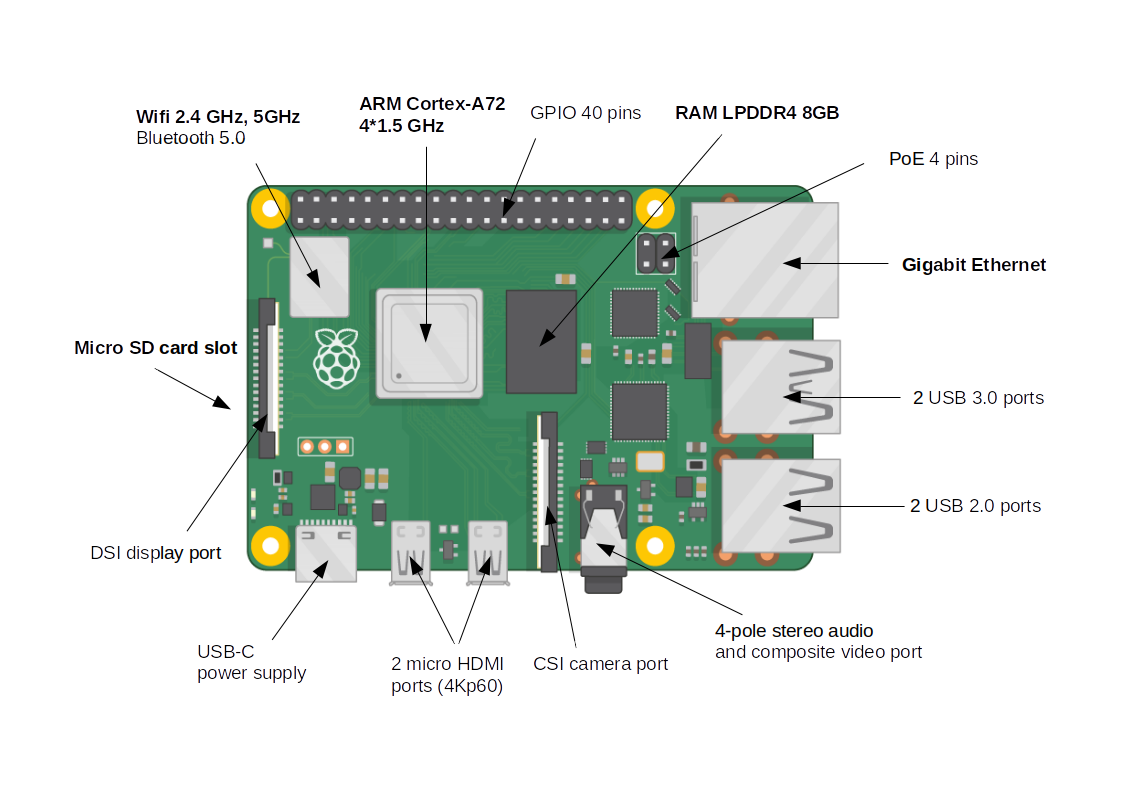 Wifi 2.4 GHz, 5GHz
Bluetooth 5.0
ARM Cortex-A72
4*1.5 GHz
GPIO 40 pins
RAM LPDDR4 8GB
PoE 4 pins
Gigabit Ethernet
Micro SD card slot
2 USB 3.0 ports
2 USB 2.0 ports
DSI display port
USB-C
power supply
2 micro HDMI
ports (4Kp60)
CSI camera port
4-pole stereo audio
and composite video port